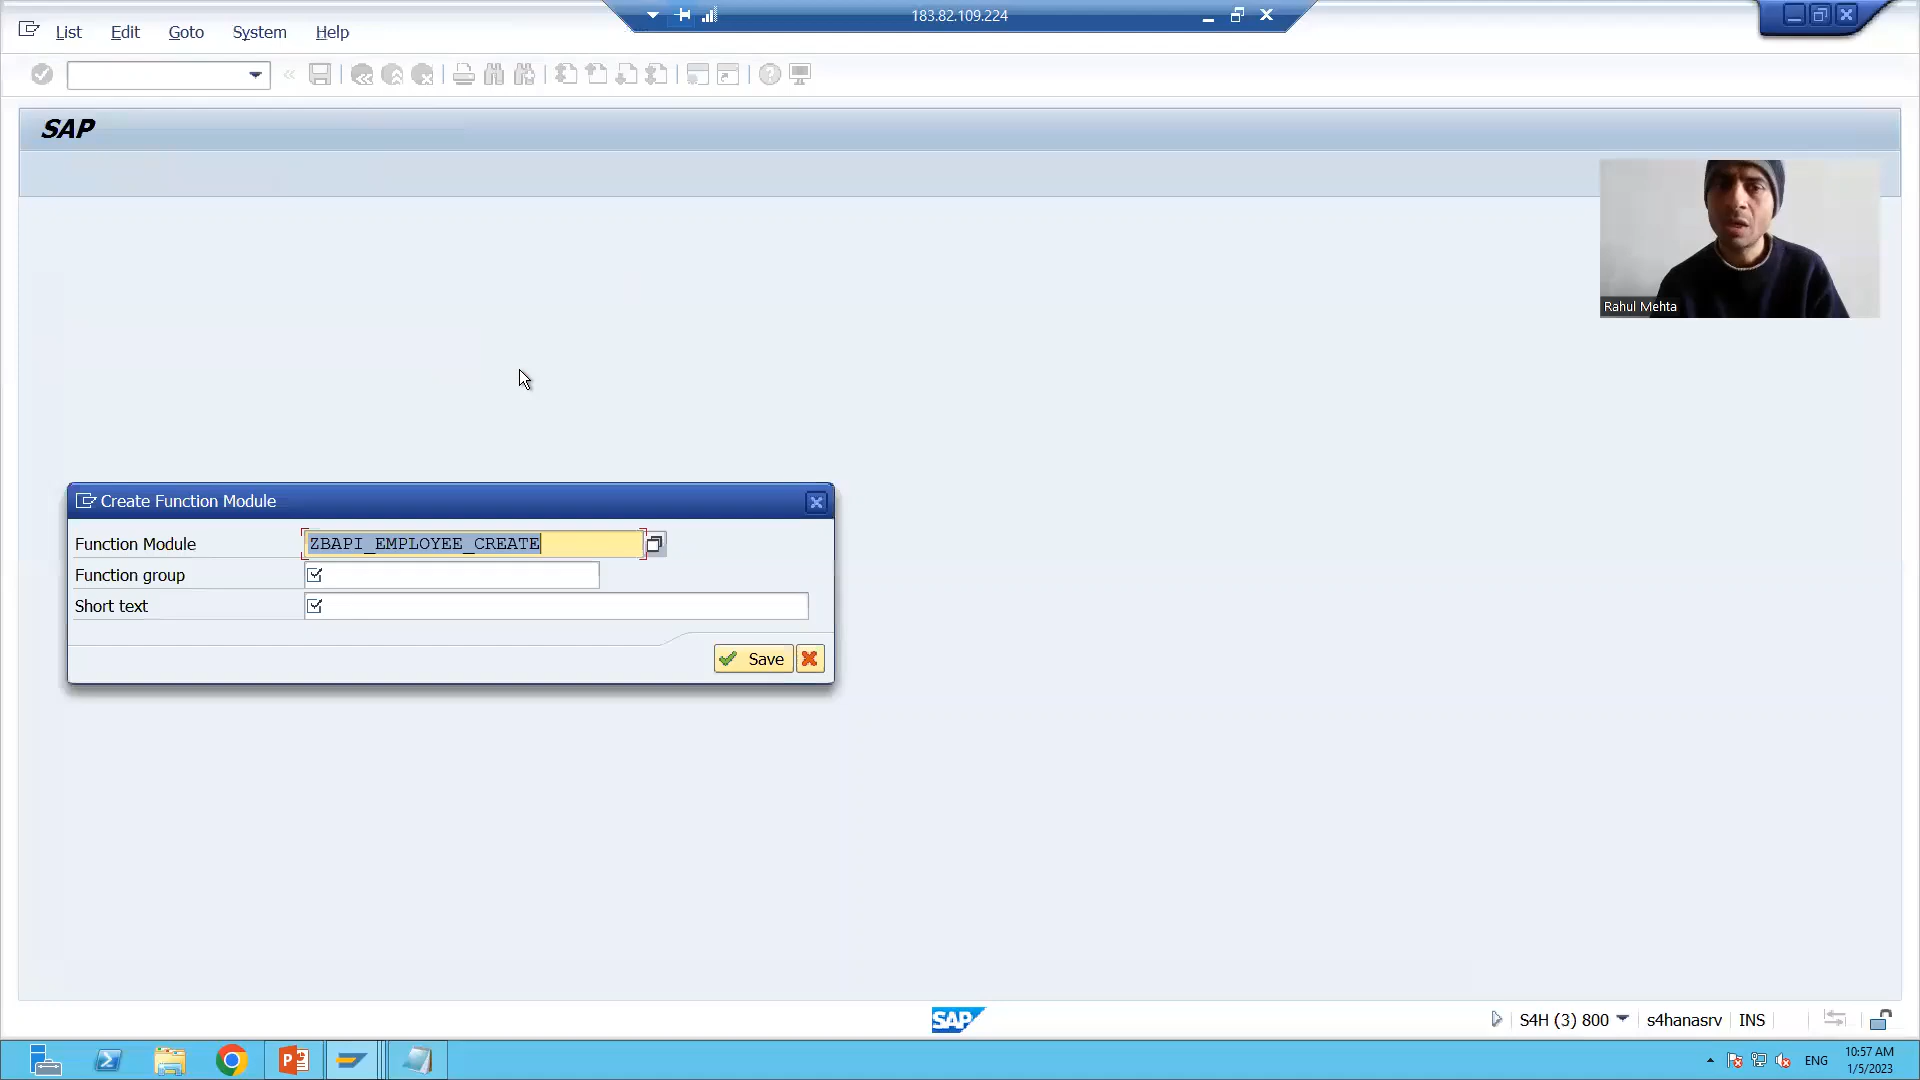 183.82.109.224
List Edit Goto System Help
SAP
Rahul Mehta
Create Function Module
Function Module ZBAPI_EMPLOYEE_CREATE
Function group
Short text
Save
SAP
S4H (3) 800 s4hanasrv INS
ENG
10:57 AM
1/5/2023